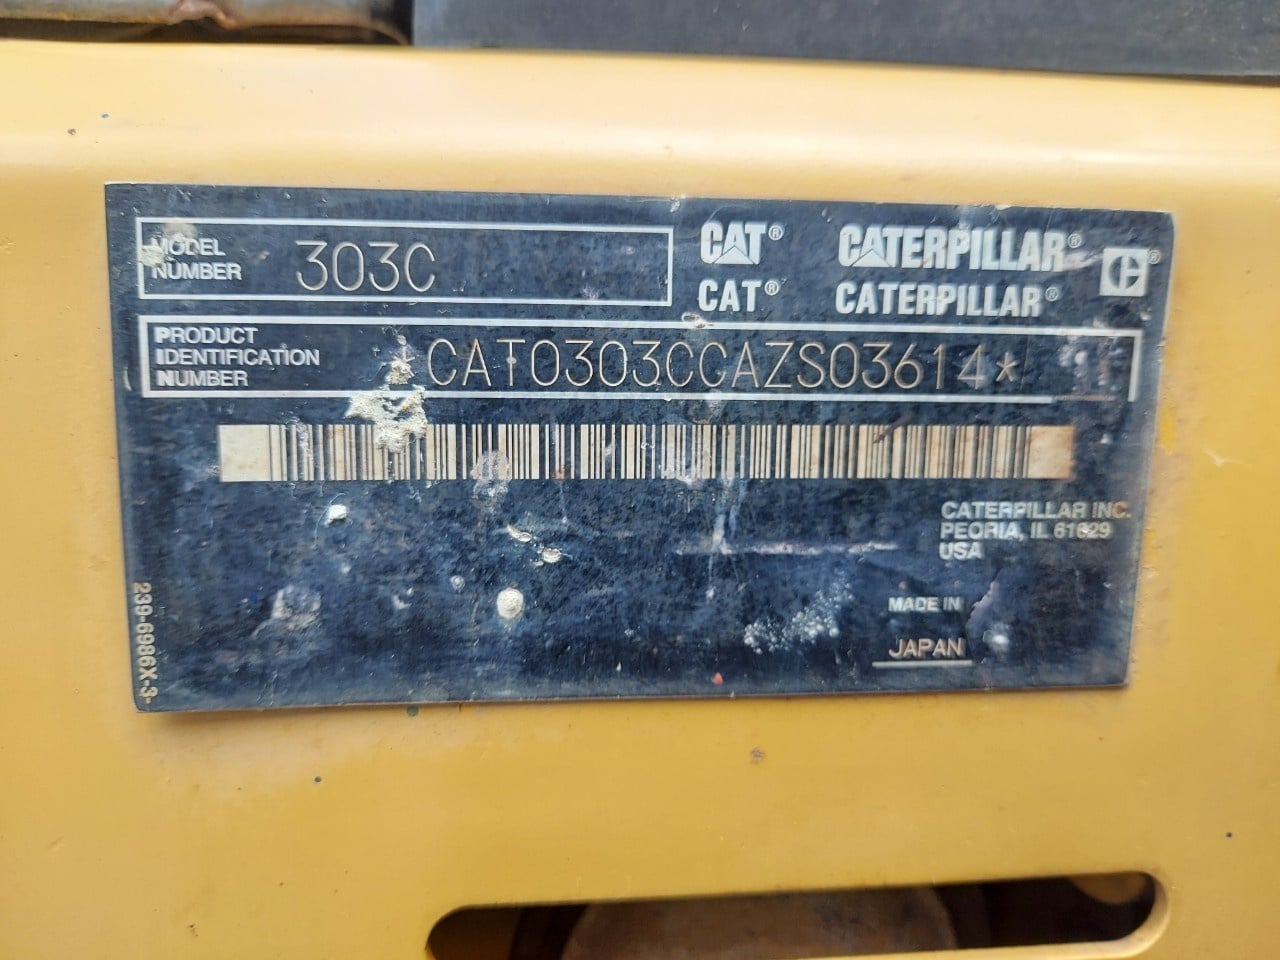 MODEL
NUMBER
303C
CAT® CATERPILLAR®
CAT® CATERPILLAR®
PRODUCT
IDENTIFICATION
NUMBER
*CAT0303CCAZS03614*
CATERPILLAR INC.
PEORIA, IL 61629
USA
MADE IN
JAPAN
239-6986X-3